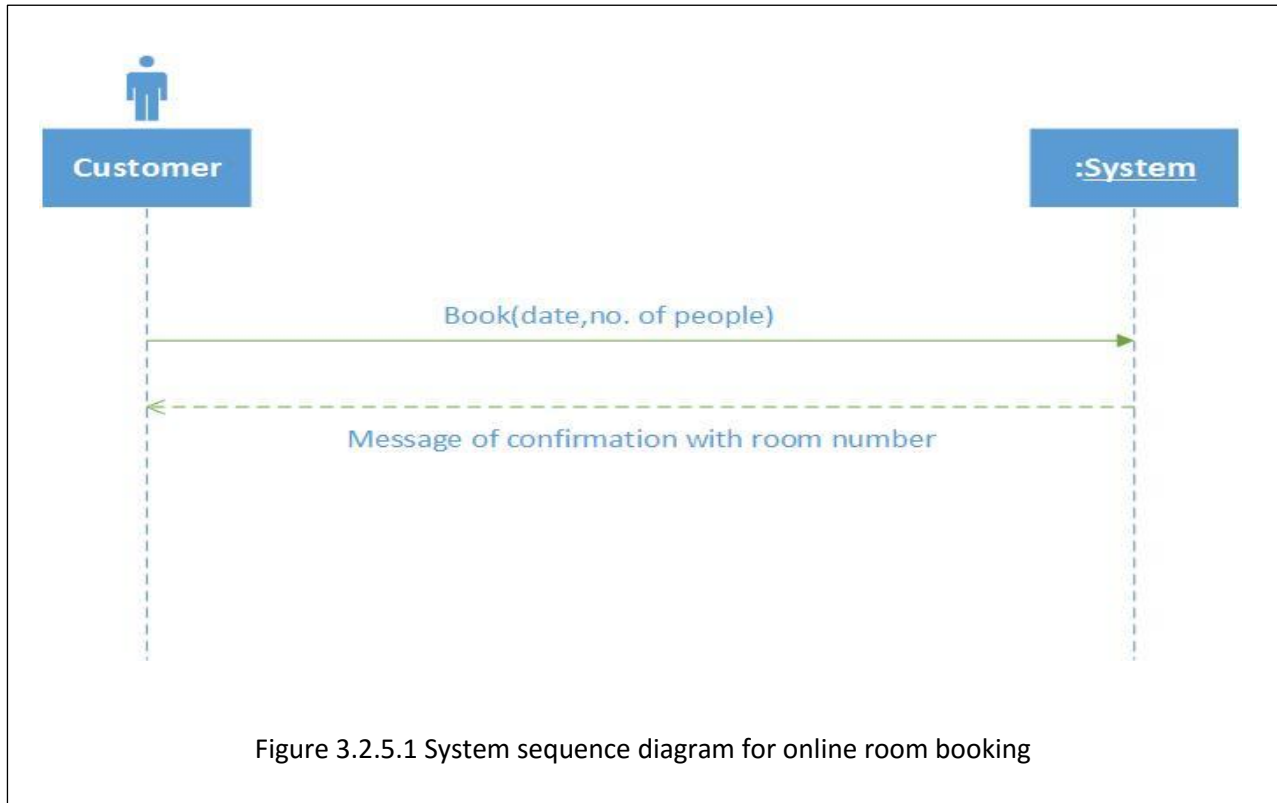 Customer
:System
Book(date,no. of people)
Message of confirmation with room number
Figure 3.2.5.1 System sequence diagram for online room booking